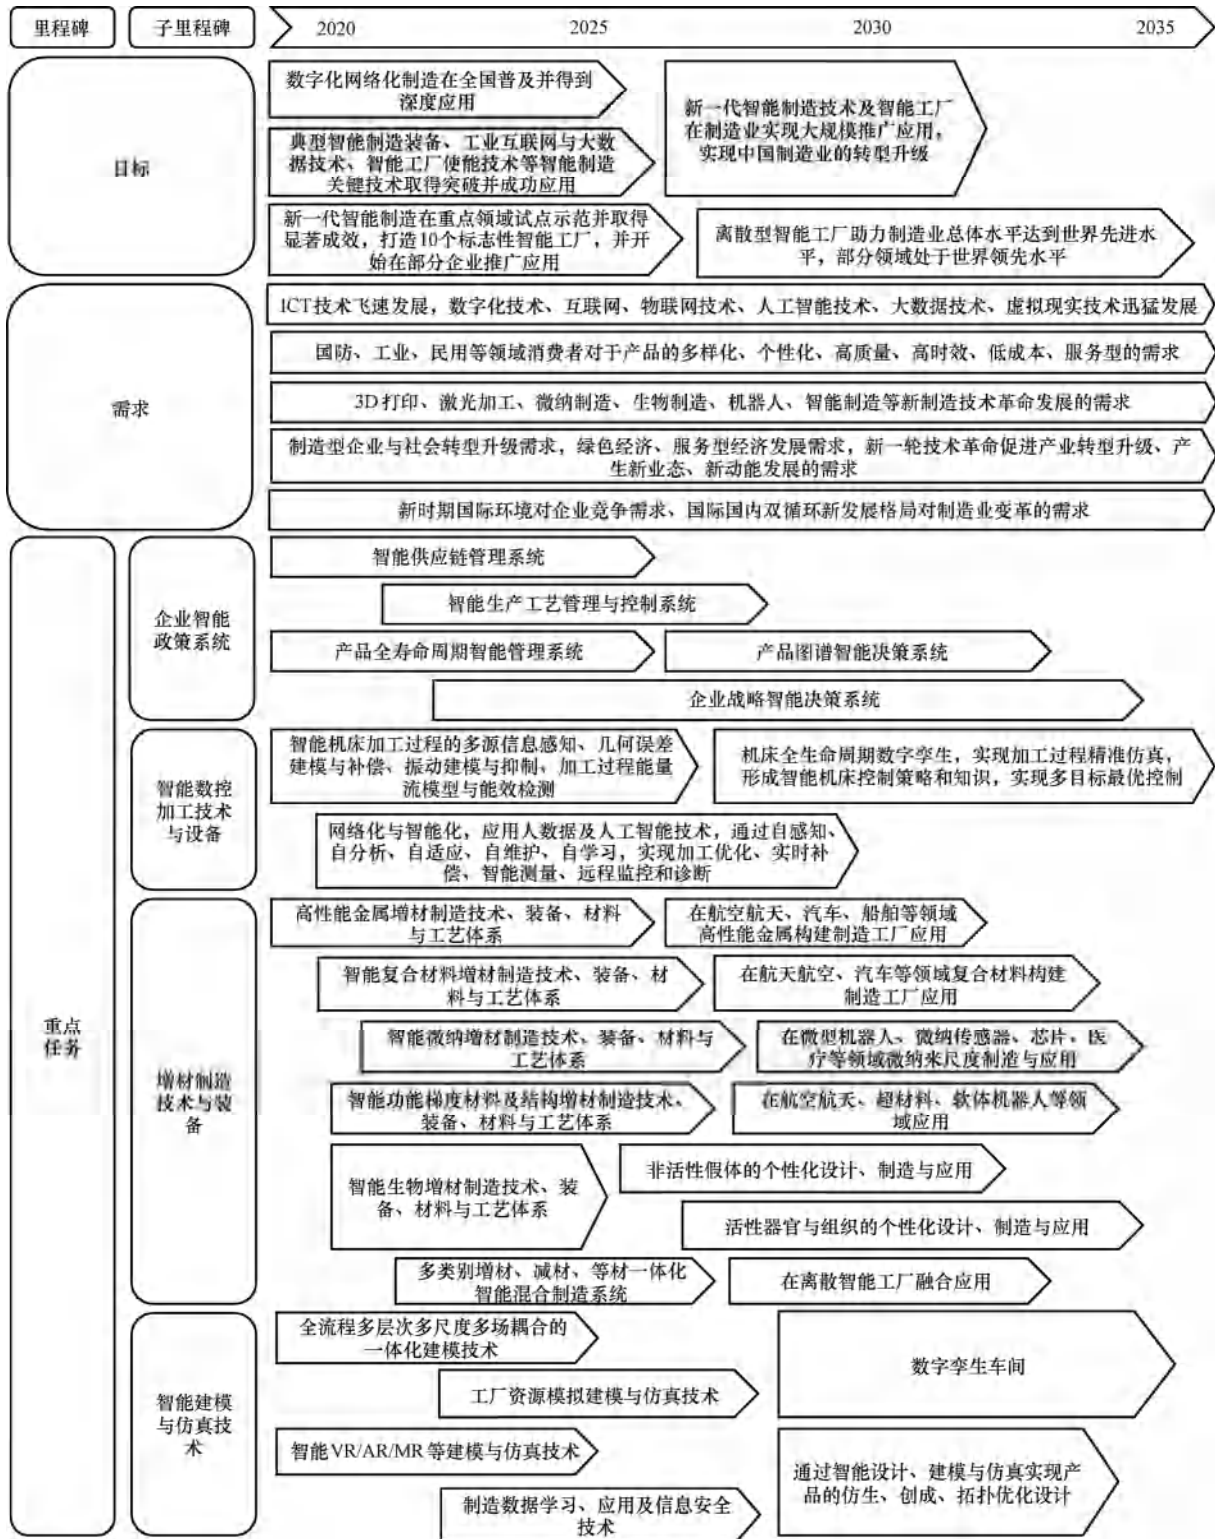 里程碑
子里程碑
2020
2025
2030
2035
目标
数字化网络化制造在全国普及并得到
深度应用
典型智能制造装备、工业互联网与大数
据技术、智能工厂使能技术等智能制造
关键技术取得突破并成功应用
新一代智能制造技术及智能工厂
在制造业实现大规模推广应用，
实现中国制造业的转型升级
新一代智能制造在重点领域试点示范并取得
显著成效，打造10个标志性智能工厂，并开
始在部分企业推广应用
离散型智能工厂助力制造业总体水平达到世界先进水
平，部分领域处于世界领先水平
需求
ICT技术飞速发展，数字化技术、互联网、物联网技术、人工智能技术、大数据技术、虚拟现实技术迅猛发展
国防、工业、民用等领域消费者对于产品的多样化、个性化、高质量、高时效、低成本、服务型的需求
3D打印、激光加工、微纳制造、生物制造、机器人、智能制造等新制造技术革命发展的需求
制造型企业与社会转型升级需求，绿色经济、服务型经济发展需求，新一轮技术革命促进产业转型升级、产
生新业态、新动能发展的需求
新时期国际环境对企业竞争需求、国际国内双循环新发展格局对制造业变革的需求
重点
任务
企业智能
政策系统
智能供应链管理系统
智能生产工艺管理与控制系统
产品全寿命周期智能管理系统
产品图谱智能决策系统
企业战略智能决策系统
智能数控
加工技术
与设备
智能机床加工过程的多源信息感知、几何误差
建模与补偿、振动建模与抑制、加工过程能量
流模型与能效检测
机床全生命周期数字孪生，实现加工过程精准仿真，
形成智能机床控制策略和知识，实现多目标最优控制
网络化与智能化，应用人数据及人工智能技术，通过自感知、
自分析、自适应、自维护、自学习，实现加工优化、实时补
偿、智能测量、远程监控和诊断
增材制造
技术与装
备
高性能金属增材制造技术、装备、材料
与工艺体系
在航空航天、汽车、船舶等领域
高性能金属构建制造工厂应用
智能复合材料增材制造技术、装备、材
料与工艺体系
在航天航空、汽车等领域复合材料构建
制造工厂应用
智能微纳增材制造技术、装备、材料与
工艺体系
在微型机器人、微纳传感器、芯片、医
疗等领域微纳米尺度制造与应用
智能功能梯度材料及结构增材制造技术、
装备、材料与工艺体系
在航空航天、超材料、软体机器人等领
域应用
智能生物增材制造技术、装
备、材料与工艺体系
非活性假体的个性化设计、制造与应用
活性器官与组织的个性化设计、制造与应用
多类别增材、减材、等材一体化
智能混合制造系统
在离散智能工厂融合应用
智能建模
与仿真技
术
全流程多层次多尺度多场耦合的
一体化建模技术
工厂资源模拟建模与仿真技术
数字孪生车间
智能VR/AR/MR等建模与仿真技术
制造数据学习、应用及信息安全
技术
通过智能设计、建模与仿真实现产
品的仿生、创成、拓扑优化设计